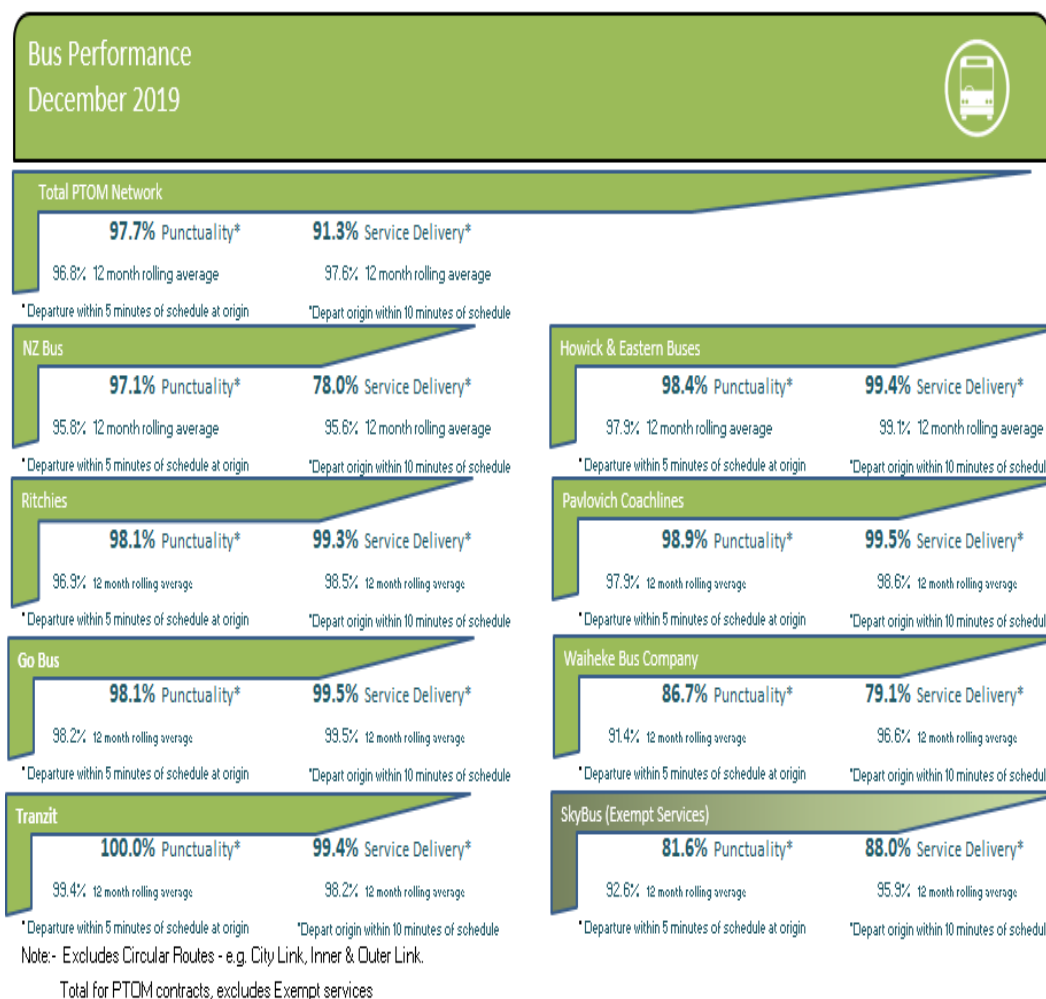 Bus Performance
December 2019
Total PTOM Network
97.7% Punctuality* 91.3% Service Delivery*
96.8% 12 month rolling average 97.6% 12 month rolling average
* Departure within 5 minutes of schedule at origin *Depart origin within 10 minutes of schedule
NZ Bus
97.1% Punctuality* 78.0% Service Delivery*
95.8% 12 month rolling average 95.6% 12 month rolling average
* Departure within 5 minutes of schedule at origin *Depart origin within 10 minutes of schedule
Howick & Eastern Buses
98.4% Punctuality* 99.4% Service Delivery*
97.9% 12 month rolling average 99.1% 12 month rolling average
* Departure within 5 minutes of schedule at origin *Depart origin within 10 minutes of schedul
Ritchies
98.1% Punctuality* 99.3% Service Delivery*
96.9% 12 month rolling average 98.5% 12 month rolling average
* Departure within 5 minutes of schedule at origin *Depart origin within 10 minutes of schedule
Pavlovich Coachlines
98.9% Punctuality* 99.5% Service Delivery*
97.9% 12 month rolling average 98.6% 12 month rolling average
* Departure within 5 minutes of schedule at origin *Depart origin within 10 minutes of schedul
Go Bus
98.1% Punctuality* 99.5% Service Delivery*
98.2% 12 month rolling average 99.5% 12 month rolling average
* Departure within 5 minutes of schedule at origin *Depart origin within 10 minutes of schedule
Waiheke Bus Company
86.7% Punctuality* 79.1% Service Delivery*
91.4% 12 month rolling average 96.6% 12 month rolling average
* Departure within 5 minutes of schedule at origin *Depart origin within 10 minutes of schedul
Tranzit
100.0% Punctuality* 99.4% Service Delivery*
99.4% 12 month rolling average 98.2% 12 month rolling average
* Departure within 5 minutes of schedule at origin *Depart origin within 10 minutes of schedule
SkyBus (Exempt Services)
81.6% Punctuality* 88.0% Service Delivery*
92.6% 12 month rolling average 95.9% 12 month rolling average
* Departure within 5 minutes of schedule at origin *Depart origin within 10 minutes of schedul
Note:- Excludes Circular Routes - e.g. City Link, Inner & Outer Link.
Total for PTOM contracts, excludes Exempt services